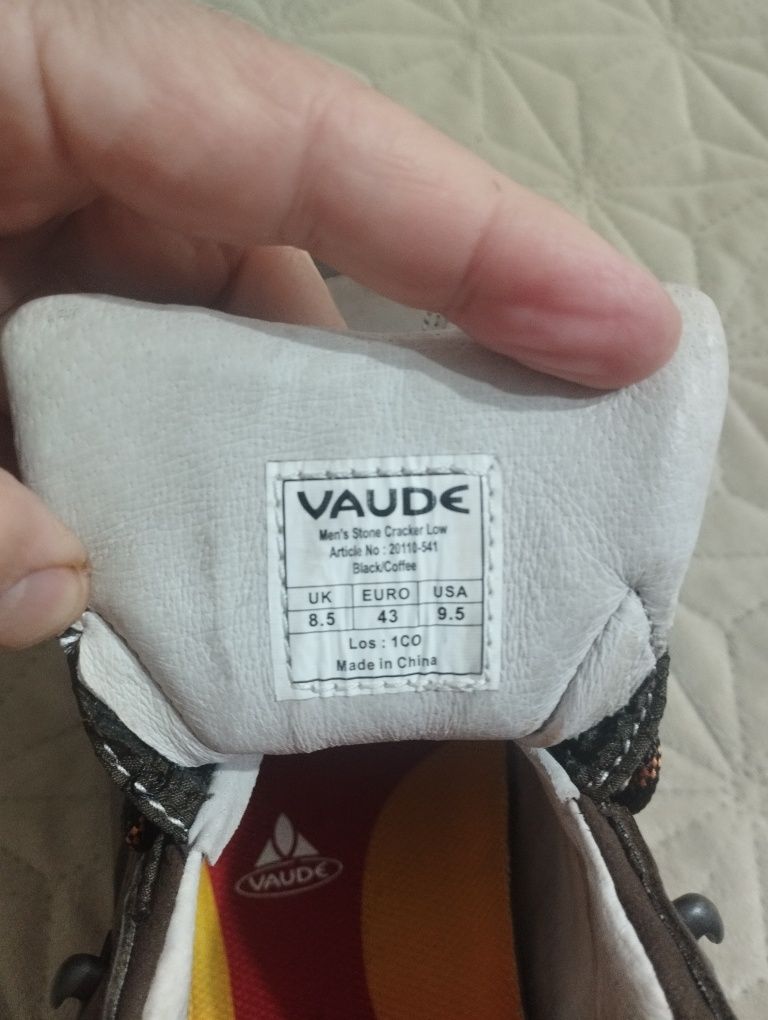 VAUDE
Men's Stone Cracker Low
Article No : 20110-541
Black/Coffee
UK EURO USA
8.5 43 9.5
Los : 1CO
Made in China
VAUDE